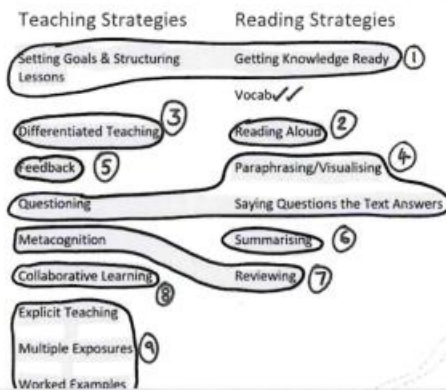 Teaching Strategies Reading Strategies
Setting Goals & Structuring Lessons Getting Knowledge Ready ①
Vocab✓✓
Differentiated Teaching ③ Reading Aloud ②
Feedback ⑤ Paraphrasing/Visualising ④
Questioning Saying Questions the Text Answers
Metacognition Summarising ⑥
Collaborative Learning ⑧ Reviewing ⑦
Explicit Teaching
Multiple Exposures ⑨
Worked Examples